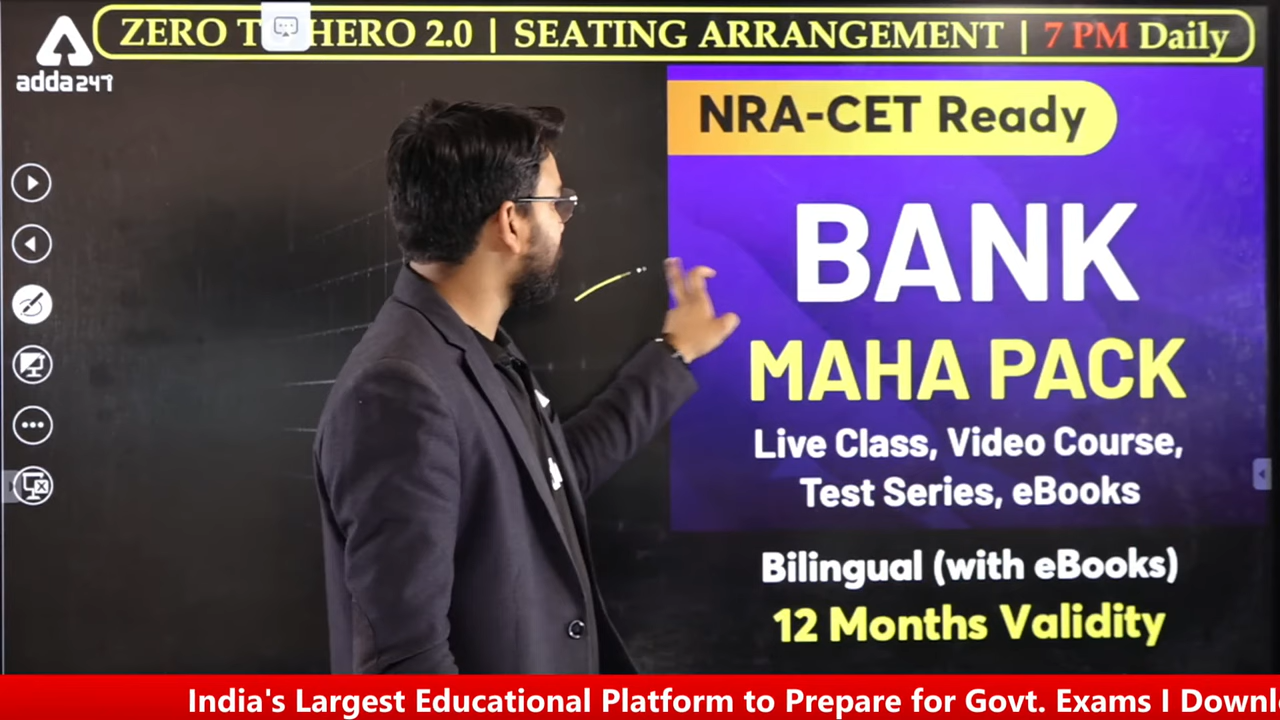 ZERO T HERO 2.0 | SEATING ARRANGEMENT | 7 PM Daily
adda247
NRA-CET Ready
BANK
MAHA PACK
Live Class, Video Course,
Test Series, eBooks
Bilingual (with eBooks)
12 Months Validity
India's Largest Educational Platform to Prepare for Govt. Exams I Downl